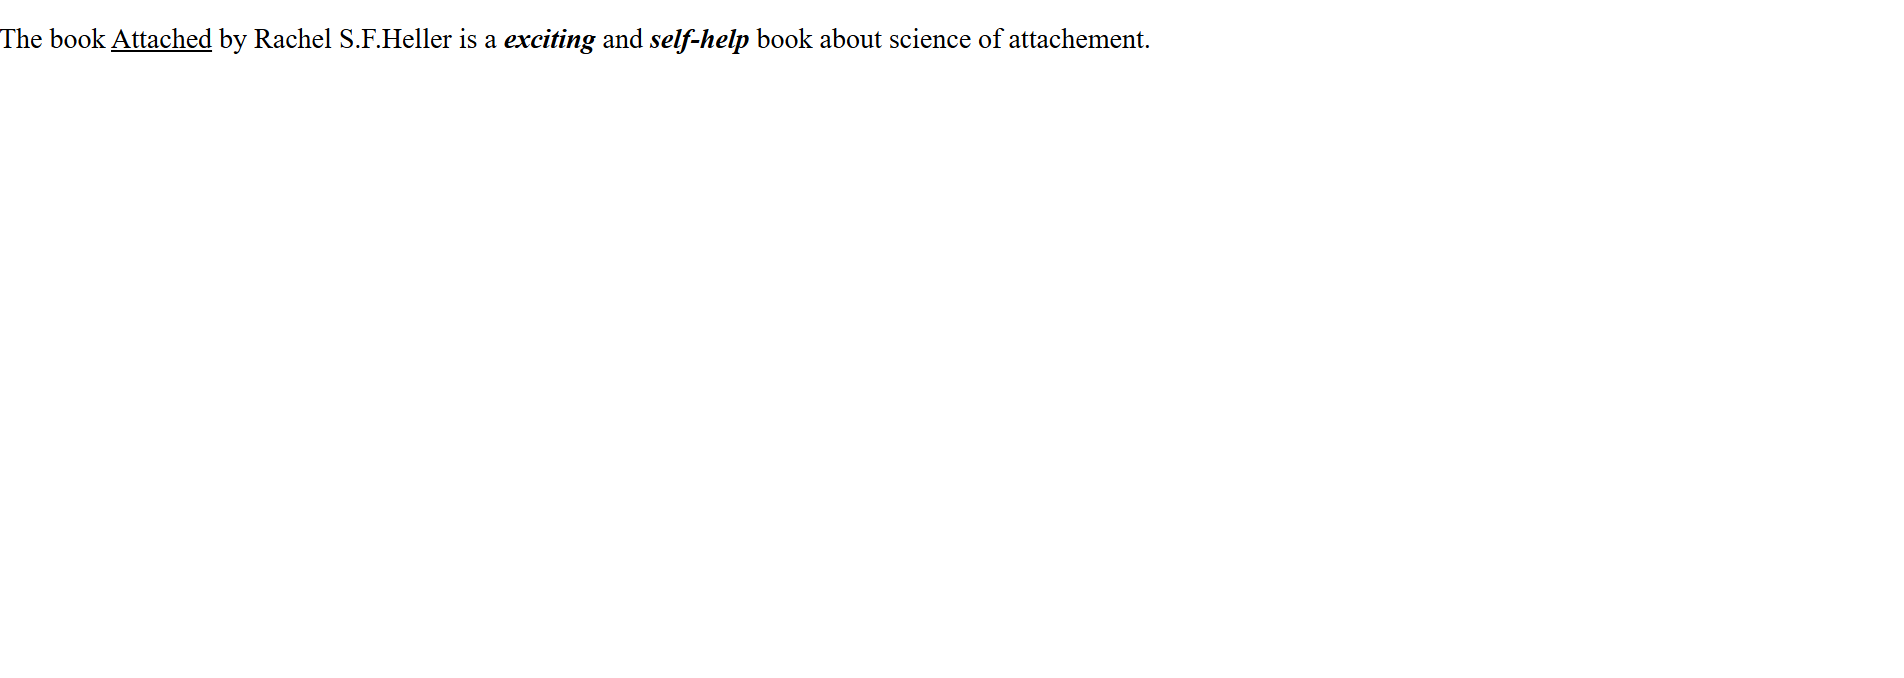 The book Attached by Rachel S.F.Heller is a exciting and self-help book about science of attachement.